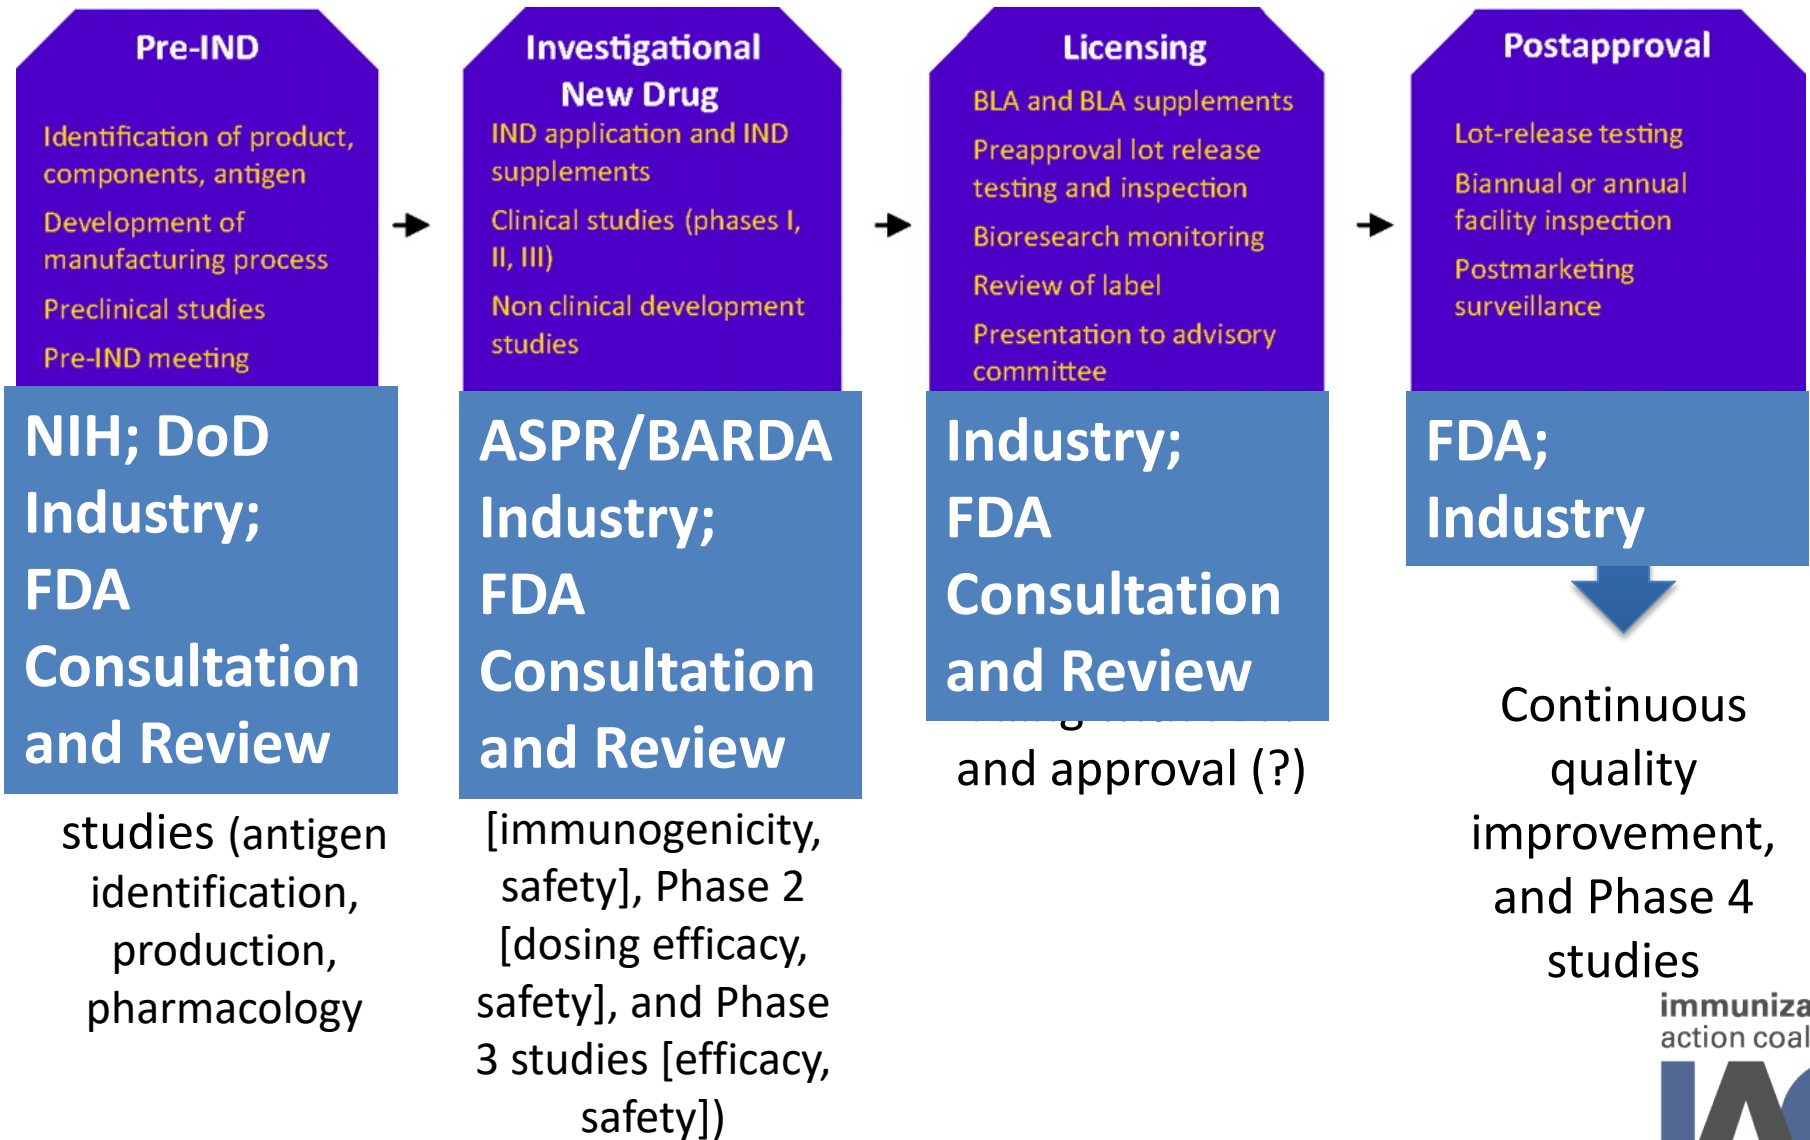 Pre-IND
Identification of product,
components, antigen
Development of
manufacturing process
Preclinical studies
Pre-IND meeting
NIH; DoD
Industry;
FDA
Consultation
and Review
studies (antigen
identification,
production,
pharmacology
Investigational
New Drug
IND application and IND
supplements
Clinical studies (phases I,
II, III)
Non clinical development
studies
ASPR/BARDA
Industry;
FDA
Consultation
and Review
[immunogenicity,
safety], Phase 2
[dosing efficacy,
safety], and Phase
3 studies [efficacy,
safety])
Licensing
BLA and BLA supplements
Preapproval lot release
testing and inspection
Bioresearch monitoring
Review of label
Presentation to advisory
committee
Industry;
FDA
Consultation
and Review
and approval (?)
Postapproval
Lot-release testing
Biannual or annual
facility inspection
Postmarketing
surveillance
FDA;
Industry
Continuous
quality
improvement,
and Phase 4
studies
immuniza
action coal